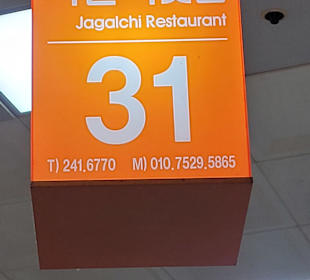 Jagalchi Restaurant
31
T) 241.6770 M) 010.7529.5865